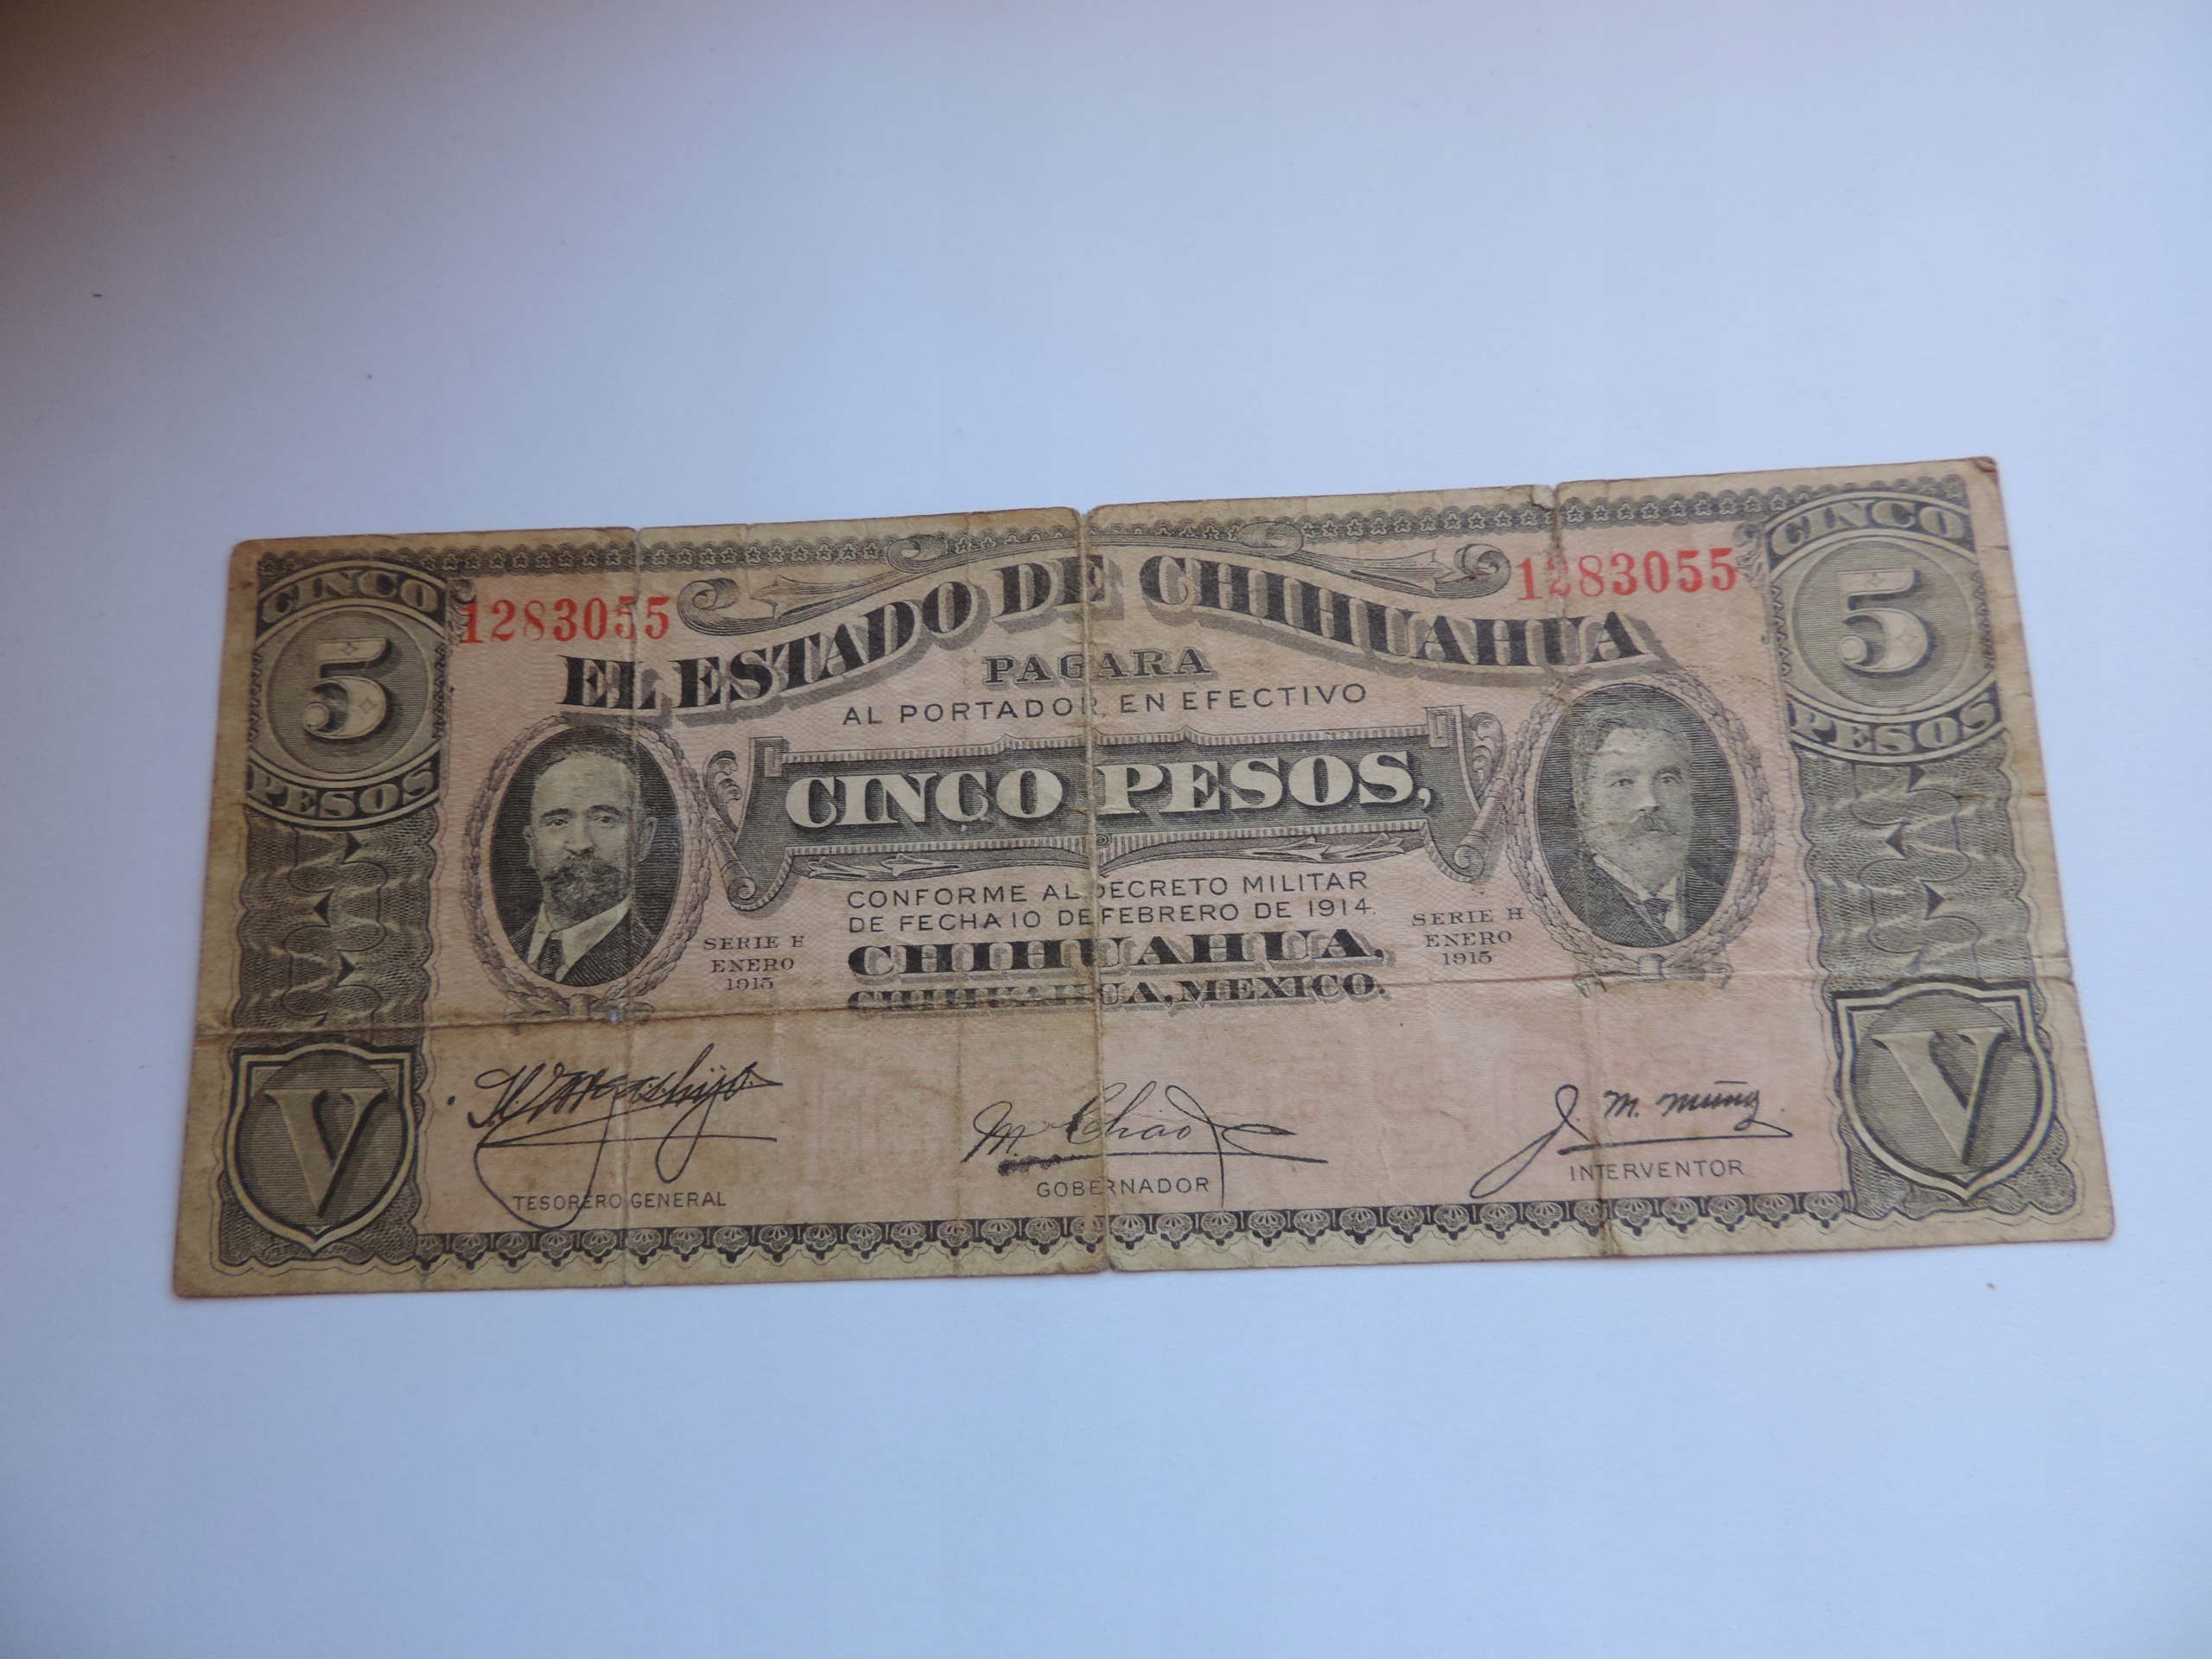 CINCO
5
PESOS
1283055
EL ESTADO DE CHIHUAHUA
1283055
CINCO
5
PESOS
PAGARA
AL PORTADOR, EN EFECTIVO
CINCO PESOS,
CONFORME AL DECRETO MILITAR
DE FECHA 10 DE FEBRERO DE 1914.
SERIE H
ENERO
1915
CHIHUAHUA,
CHIHUAHUA, MEXICO.
SERIE H
ENERO
1915
V
TESORERO GENERAL
M Chao
GOBERNADOR
J. M. Muñoz
INTERVENTOR
V